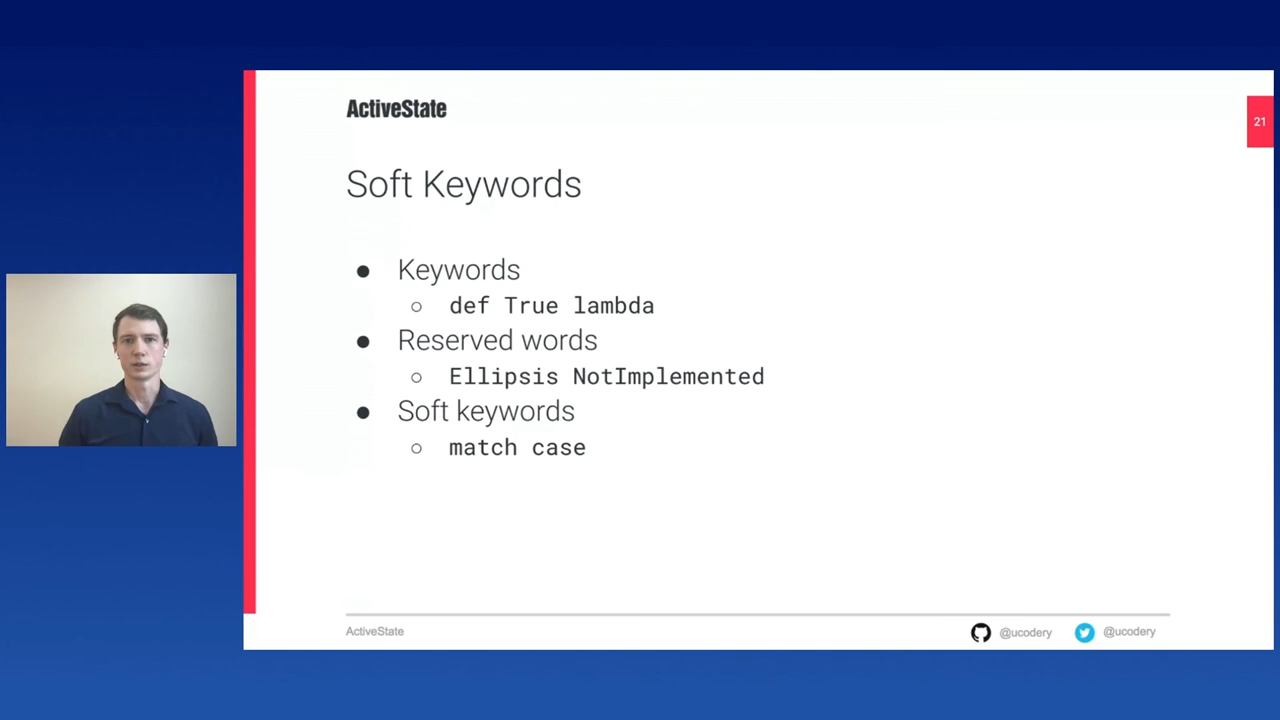 ActiveState
21
Soft Keywords
● Keywords
○ def True lambda
● Reserved words
○ Ellipsis NotImplemented
● Soft keywords
○ match case
ActiveState
@ucodery
@ucodery